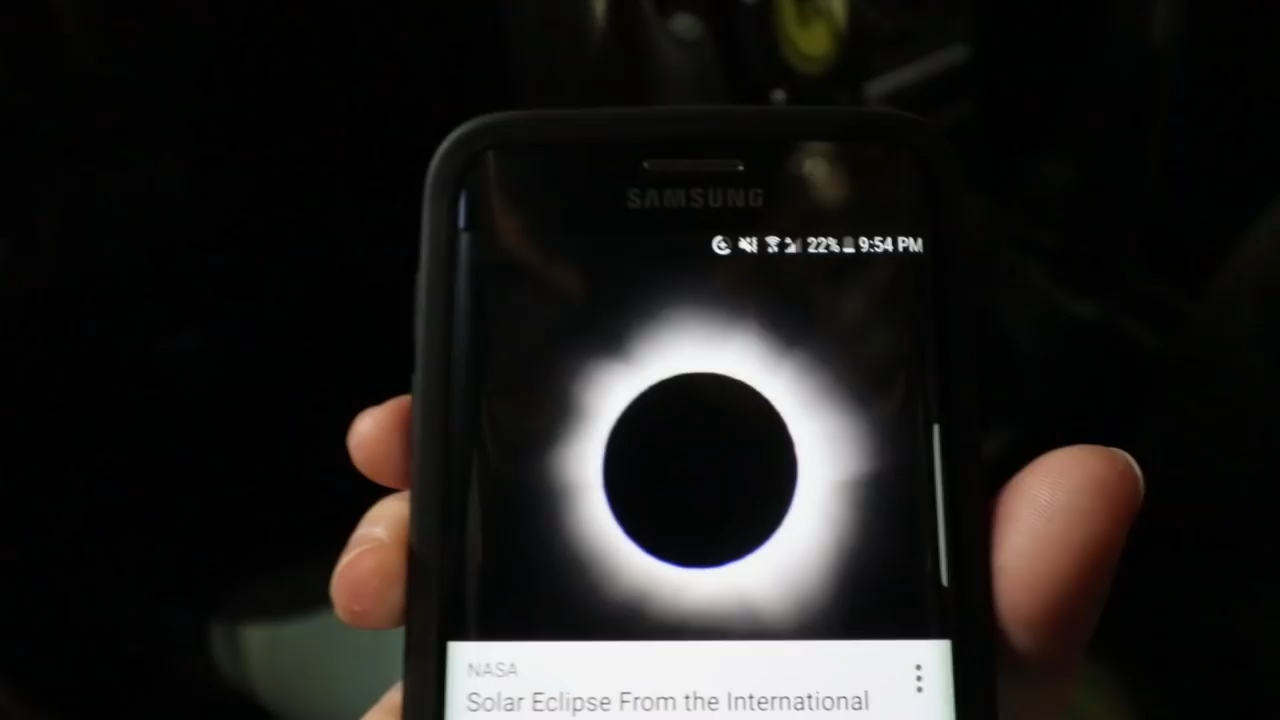 SAMSUNG
22% 9:54 PM
NASA
Solar Eclipse From the International